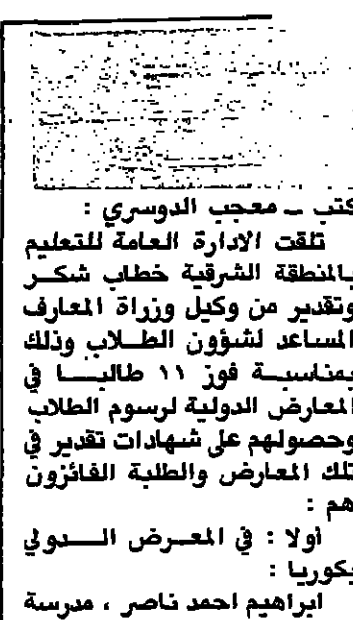 كتب ــ معجب الدوسري :
تلقت الادارة العامة للتعليم
بالمنطقة الشرقية خطاب شكر
وتقدير من وكيل وزراة المعارف
المساعد لشؤون الطلاب وذلك
بمناسبة فوز ١١ طالبا في
المعارض الدولية لرسوم الطلاب
وحصولهم على شهادات تقدير في
تلك المعارض والطلبة الفائزون
هم :
أولا : في المعرض الدولي
بكوريا :
ابراهيم احمد ناصر ، مدرسة